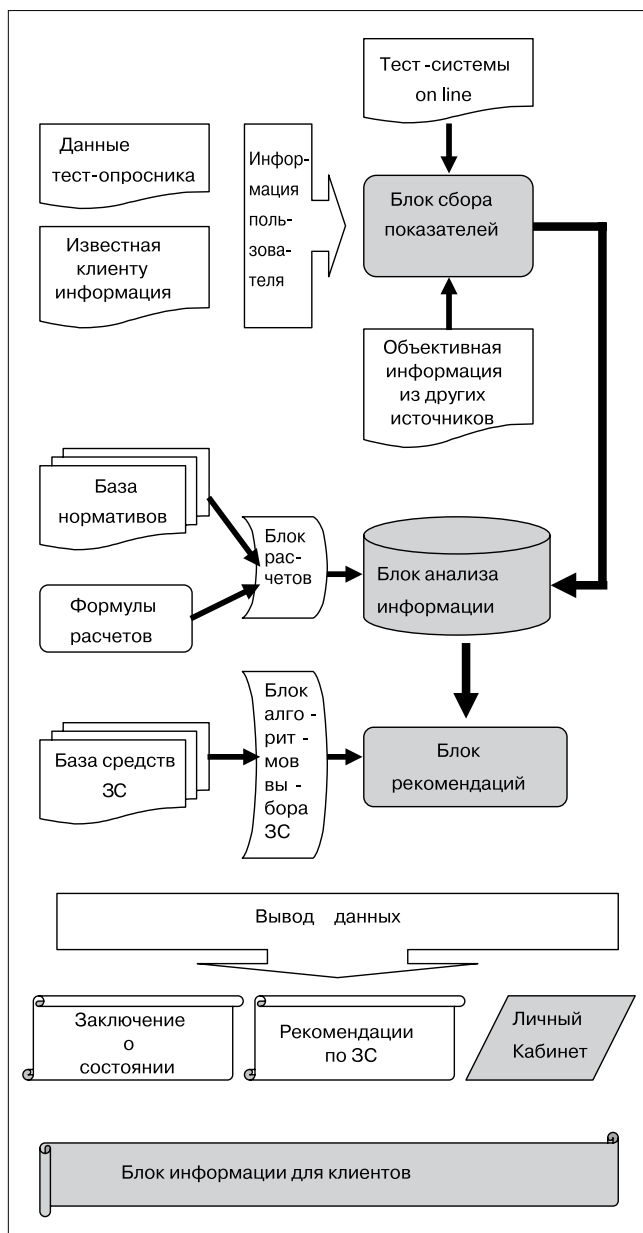 Тест-системы
on line
Данные
тест-опросника
Инфор-
мация
поль-
зова-
теля
Блок сбора
показателей
Известная
клиенту
информация
Объективная
информация
из других
источников
База
нормативов
Блок
рас-
четов
Блок анализа
информации
Формулы
расчетов
База средств
ЗС
Блок
алго -
рит -
мов
вы -
бора
ЗС
Блок
рекомендаций
Вывод данных
Заключение
о
состоянии
Рекомендации
по ЗС
Личный
Кабинет
Блок информации для клиентов